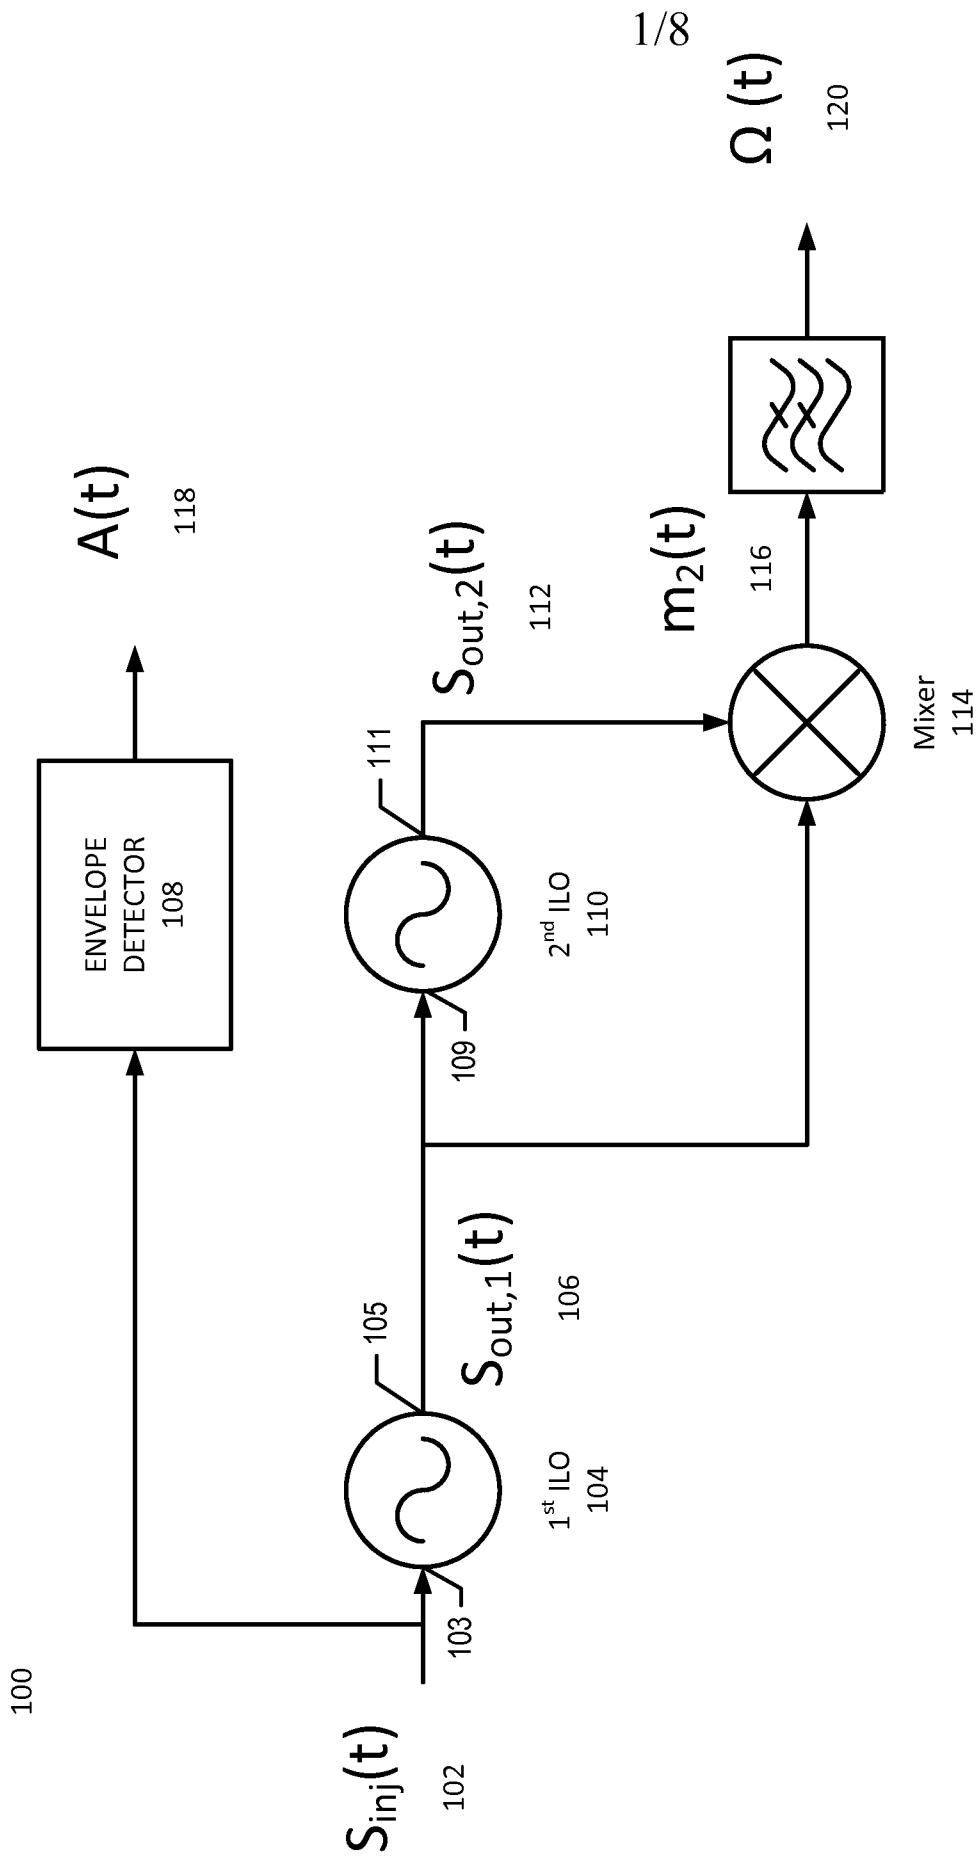 1/8
100
S_inj(t)
102
103
1st ILO
104
105
S_out,1(t)
106
ENVELOPE
DETECTOR
108
A(t)
118
109
2nd ILO
110
111
S_out,2(t)
112
Mixer
114
m_2(t)
116
Ω (t)
120